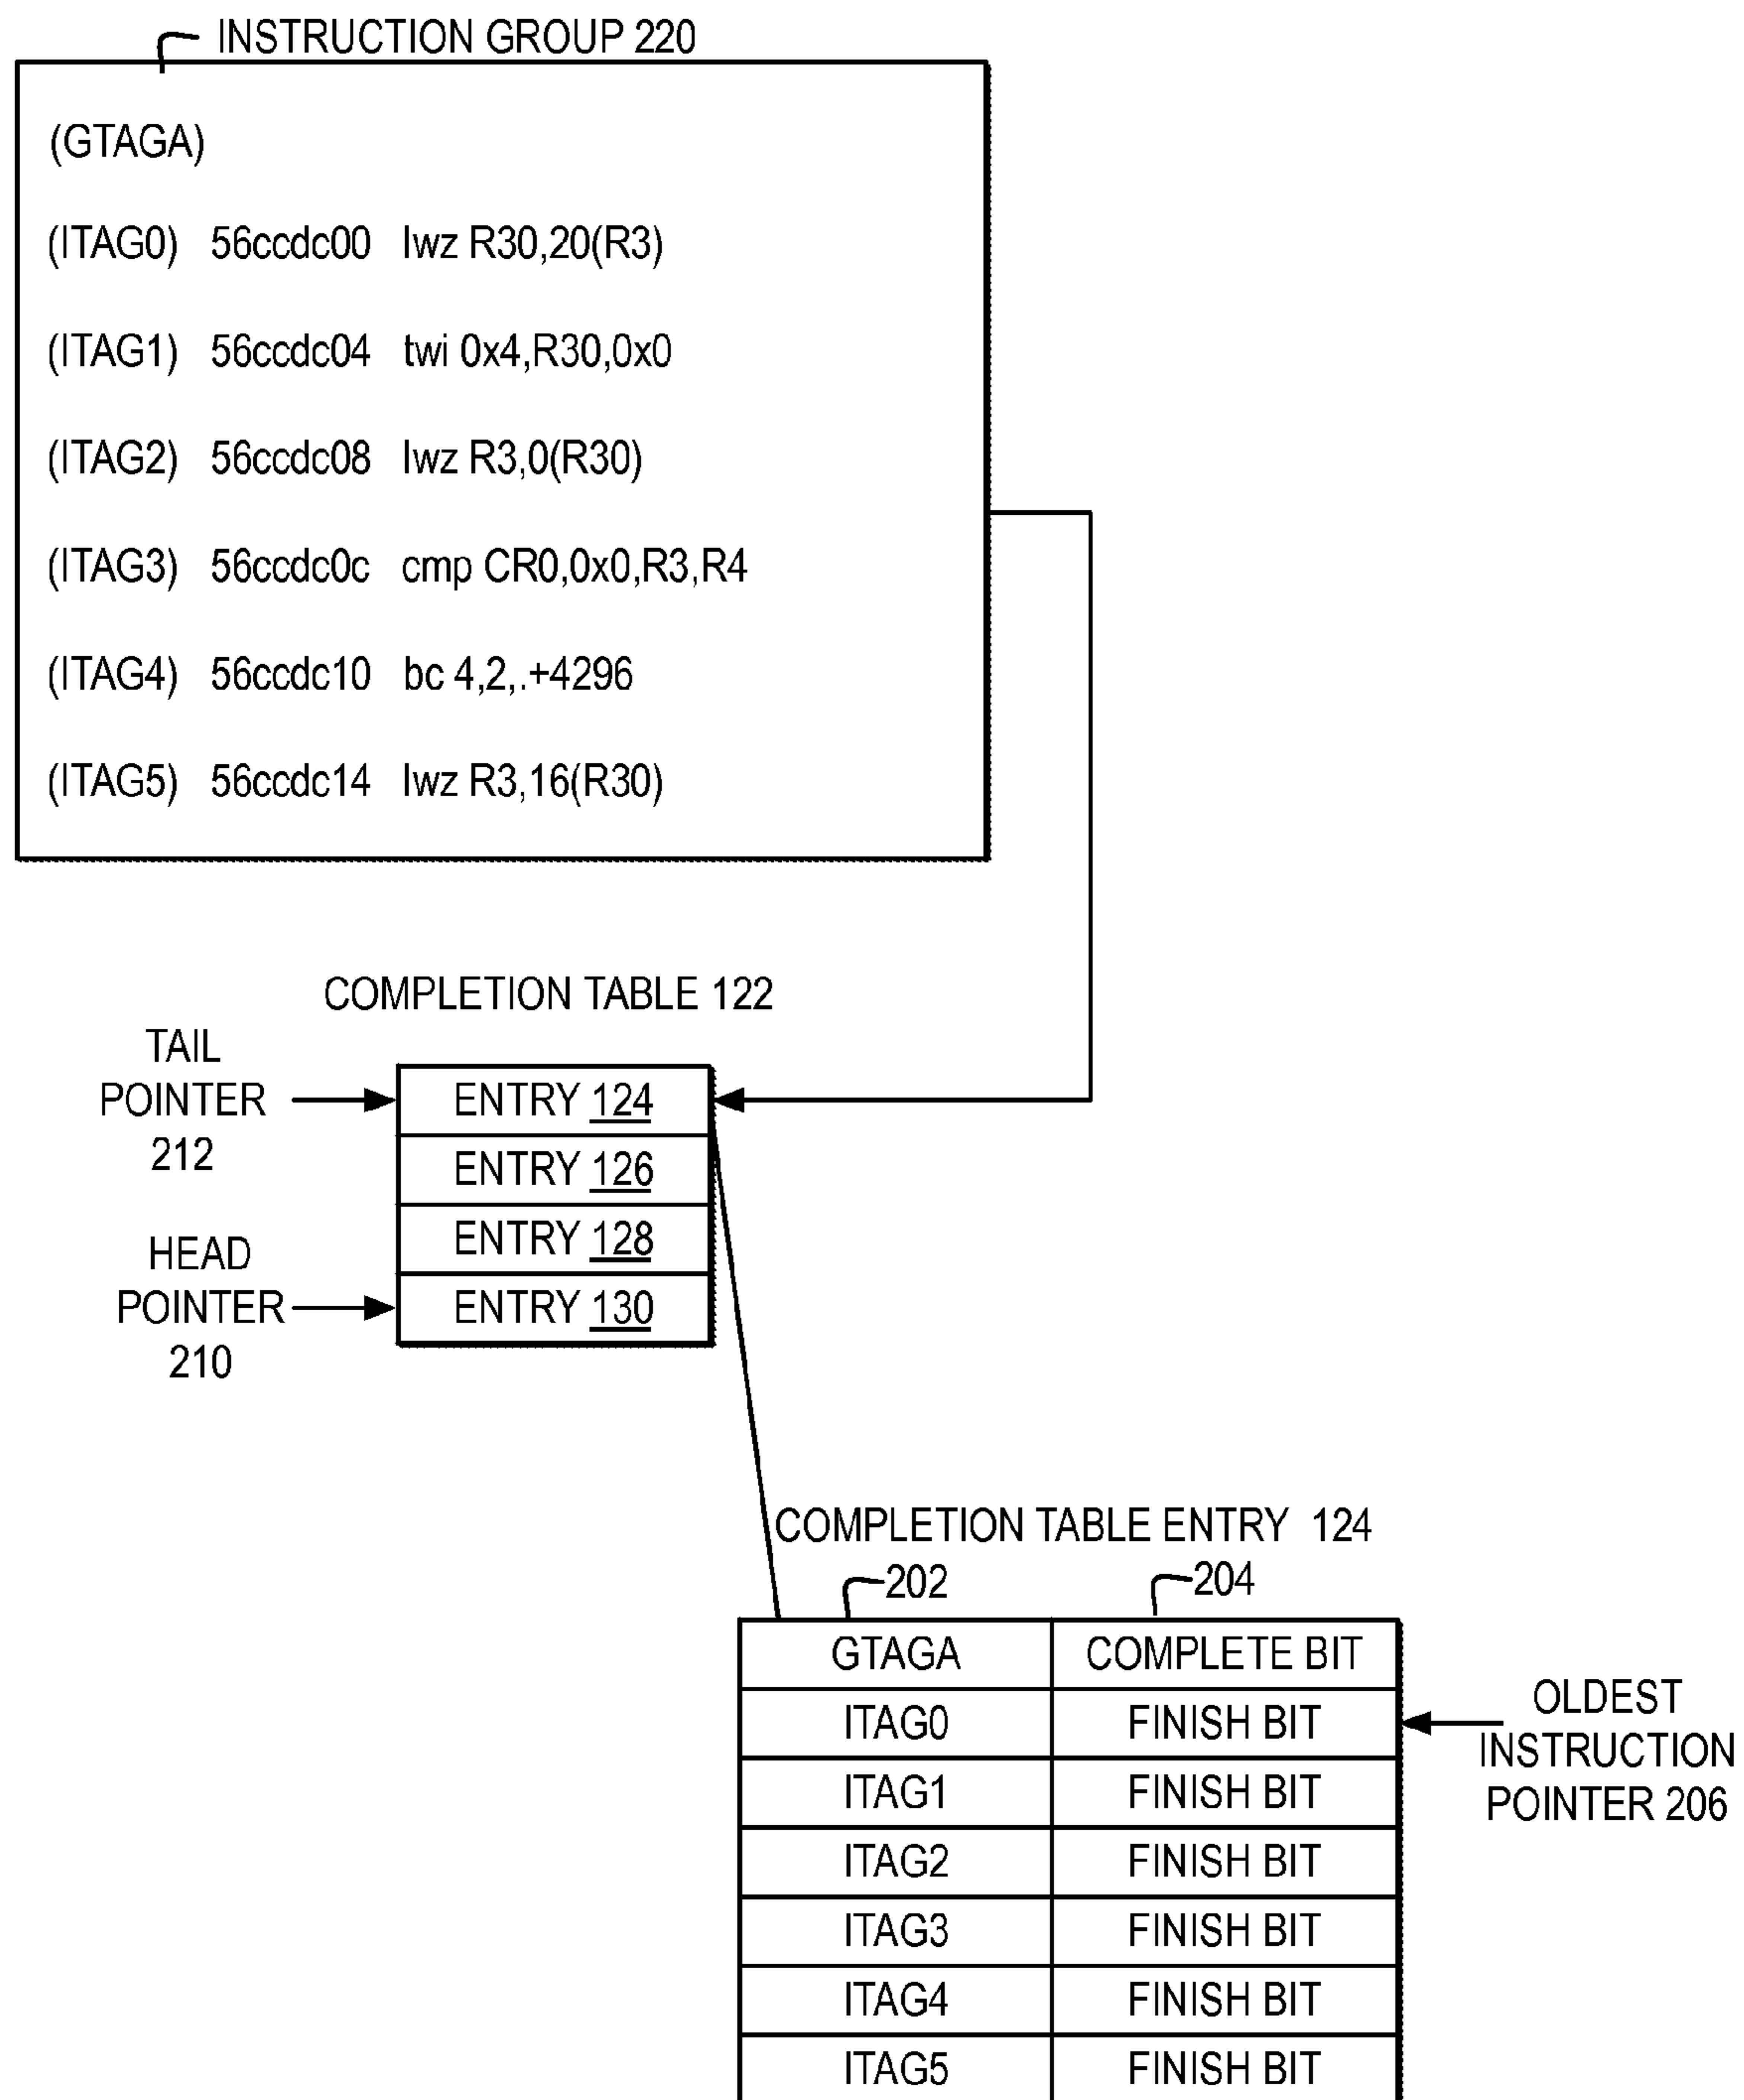 INSTRUCTION GROUP 220
(GTAGA)
(ITAG0) 56ccdc00 lwz R30,20(R3)
(ITAG1) 56ccdc04 twi 0x4,R30,0x0
(ITAG2) 56ccdc08 lwz R3,0(R30)
(ITAG3) 56ccdc0c cmp CR0,0x0,R3,R4
(ITAG4) 56ccdc10 bc 4,2,.+4296
(ITAG5) 56ccdc14 lwz R3,16(R30)
COMPLETION TABLE 122
TAIL
POINTER
212
ENTRY 124
ENTRY 126
ENTRY 128
ENTRY 130
HEAD
POINTER
210
COMPLETION TABLE ENTRY 124
202 204
GTAGA COMPLETE BIT
ITAG0 FINISH BIT
ITAG1 FINISH BIT
ITAG2 FINISH BIT
ITAG3 FINISH BIT
ITAG4 FINISH BIT
ITAG5 FINISH BIT
OLDEST
INSTRUCTION
POINTER 206